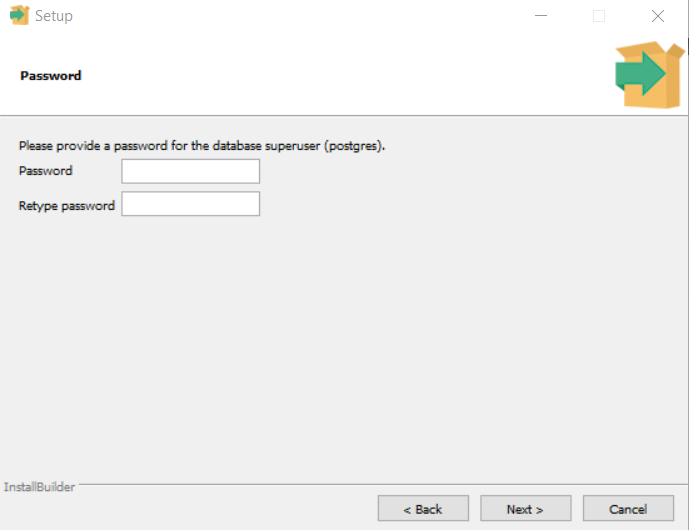 Setup
Password
Please provide a password for the database superuser (postgres).
Password
Retype password
InstallBuilder
< Back
Next >
Cancel